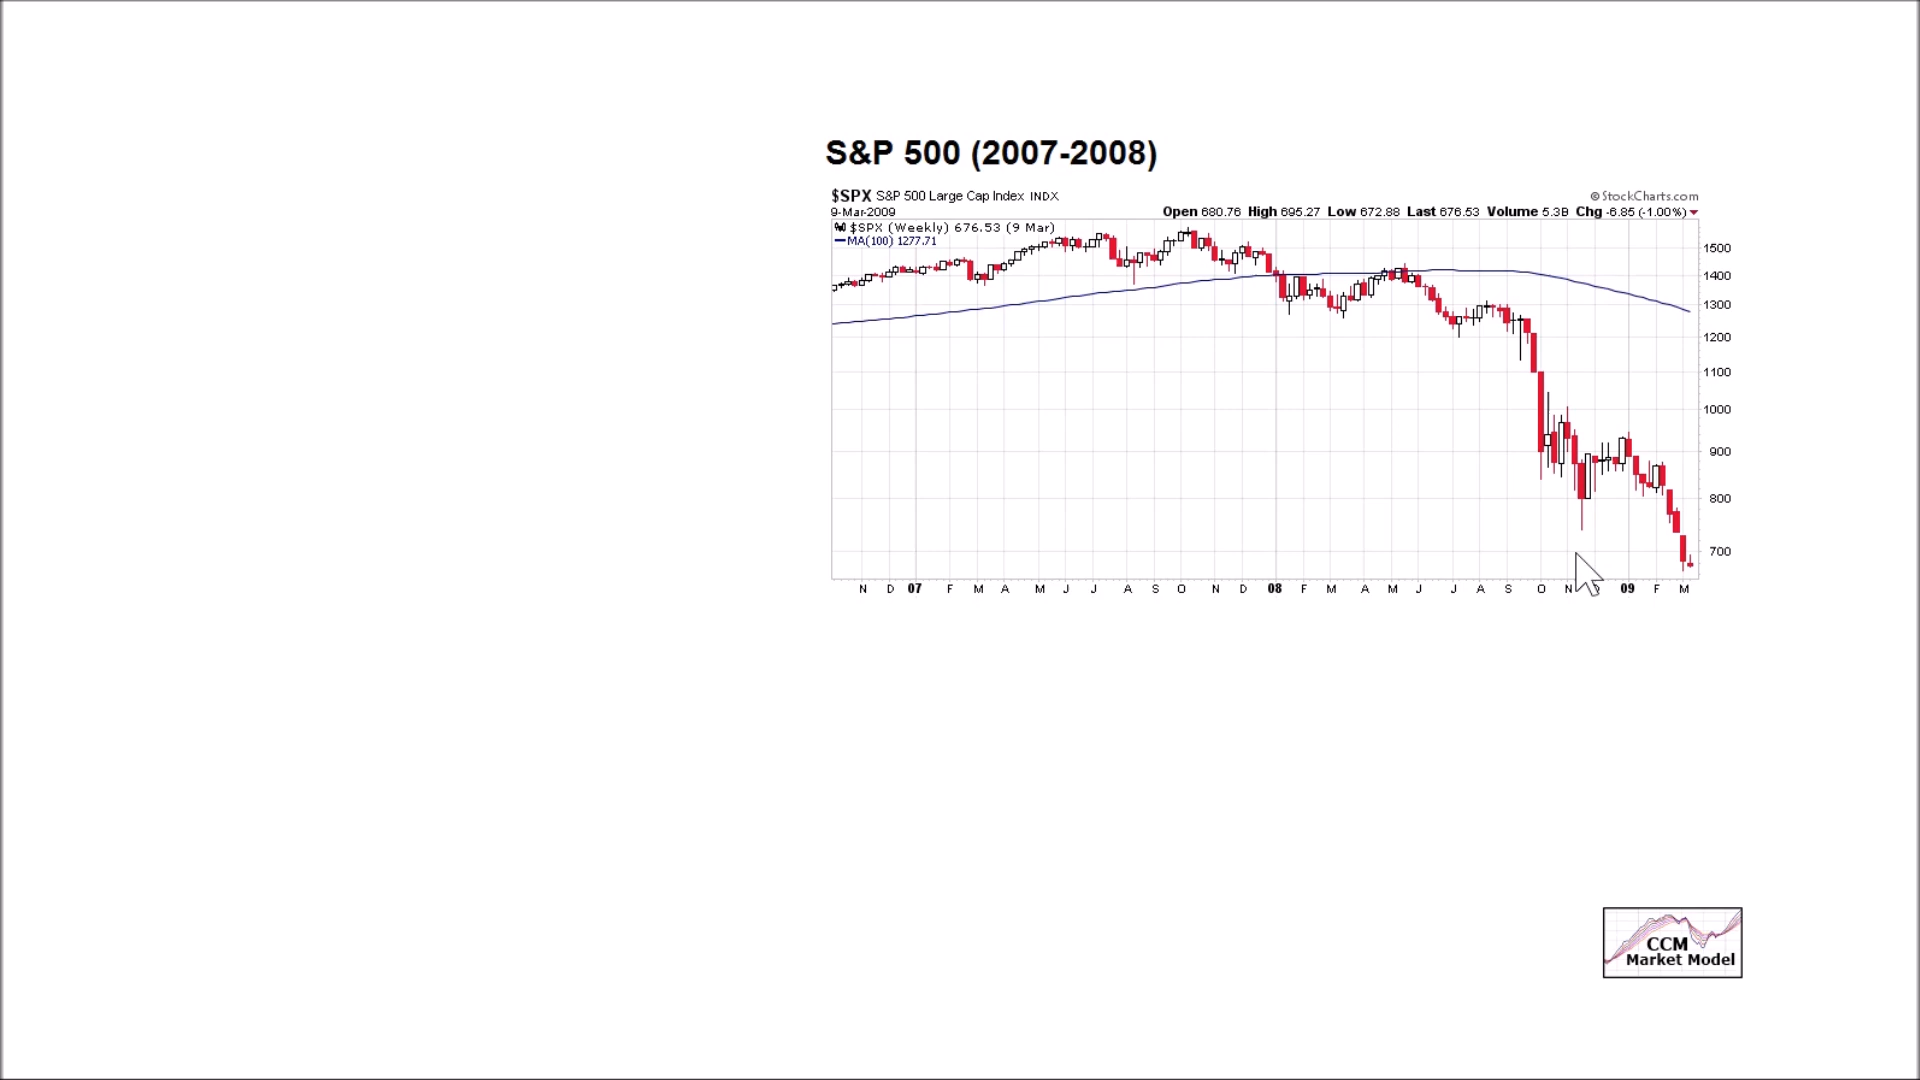 S&P 500 (2007-2008)
$SPX S&P 500 Large Cap Index INDX
© StockCharts.com
9-Mar-2009
Open 680.76 High 695.27 Low 672.88 Last 676.53 Volume 5.3B Chg -6.85 (-1.00%)
$SPX (Weekly) 676.53 (9 Mar)
MA(100) 1277.71
1500
1400
1300
1200
1100
1000
900
800
700
N D 07 F M A M J J A S O N D 08 F M A M J J A S O N 09 F M
CCM
Market Model